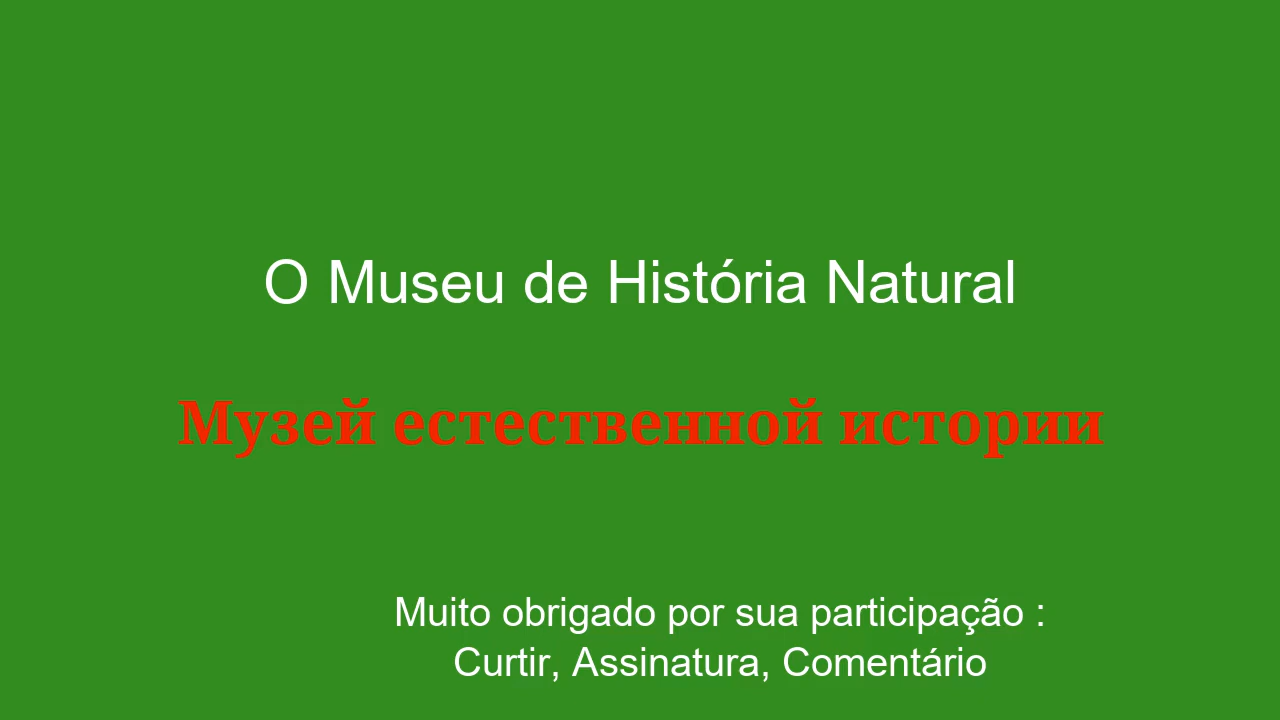 O Museu de História Natural
Музей естественной истории
Muito obrigado por sua participação :
Curtir, Assinatura, Comentário